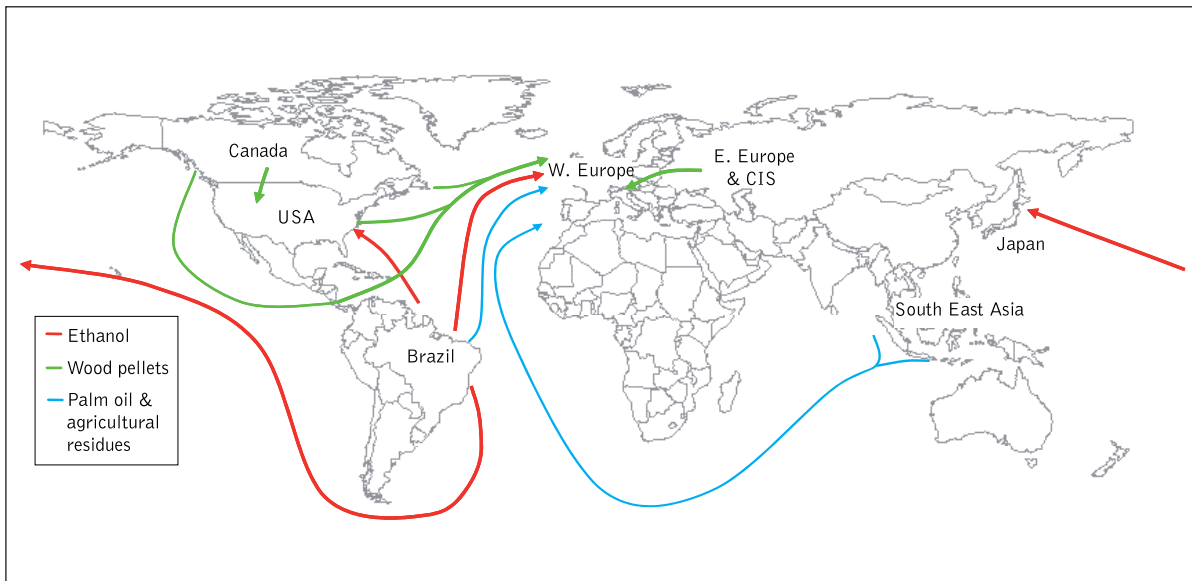 Canada
USA
W. Europe
E. Europe
& CIS
Japan
South East Asia
Brazil
Ethanol
Wood pellets
Palm oil &
agricultural
residues